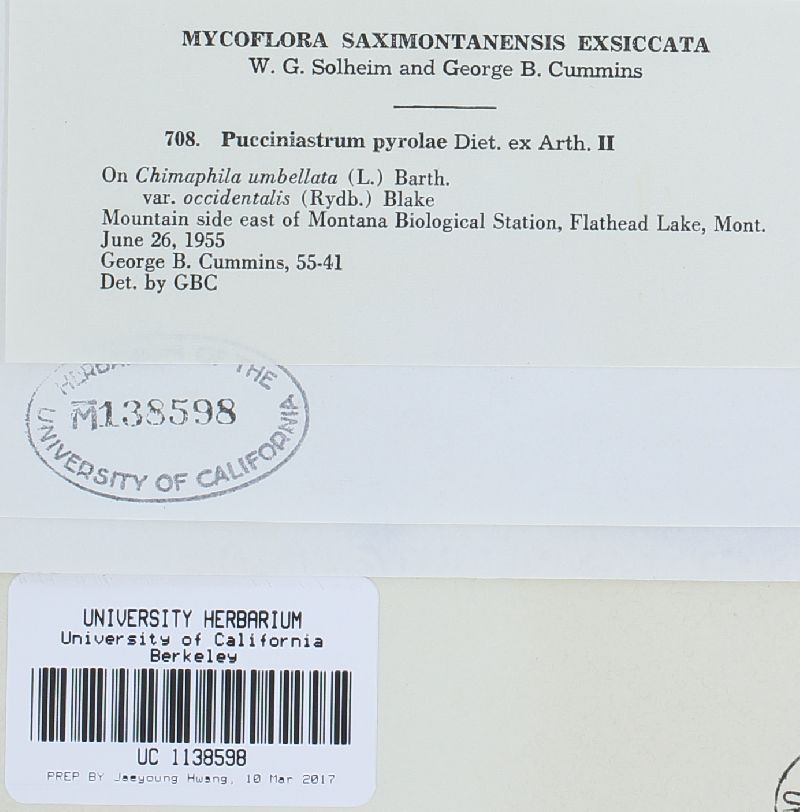 MYCOFLORA SAXIMONTANENSIS EXSICCATA
W. G. Solheim and George B. Cummins
708. Pucciniastrum pyrolae Diet. ex Arth. II
On Chimaphila umbellata (L.) Barth.
var. occidentalis (Rydb.) Blake
Mountain side east of Montana Biological Station, Flathead Lake, Mont.
June 26, 1955
George B. Cummins, 55-41
Det. by GBC
THE
M138598
UNIVERSITY OF CALIFORNIA
UNIVERSITY HERBARIUM
University of California
Berkeley
UC 1138598
PREP BY Jaeyoung Hwang, 10 Mar 2017